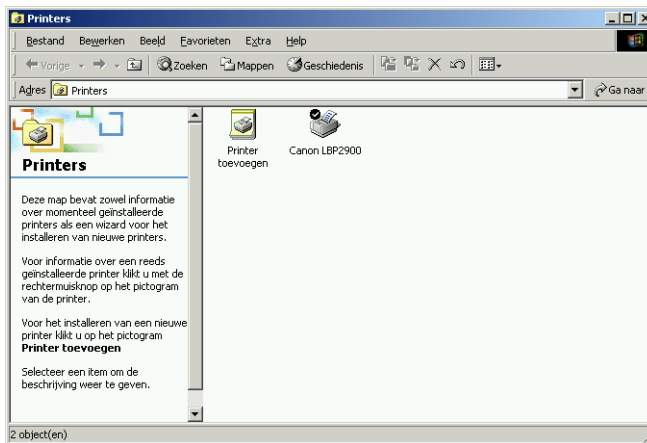 Printers
Bestand Bewerken Beeld Favorieten Extra Help
Vorige Zoeken Mappen Geschiedenis
Adres Printers Ga naar
Printers
Deze map bevat zowel informatie
over momenteel geïnstalleerde
printers als een wizard voor het
installeren van nieuwe printers.
Voor informatie over een reeds
geïnstalleerde printer klikt u met de
rechtermuisknop op het pictogram
van de printer.
Voor het installeren van een nieuwe
printer klikt u op het pictogram
Printer toevoegen
Selecteer een item om de
beschrijving weer te geven.
Printer
toevoegen
Canon LBP2900
2 object(en)